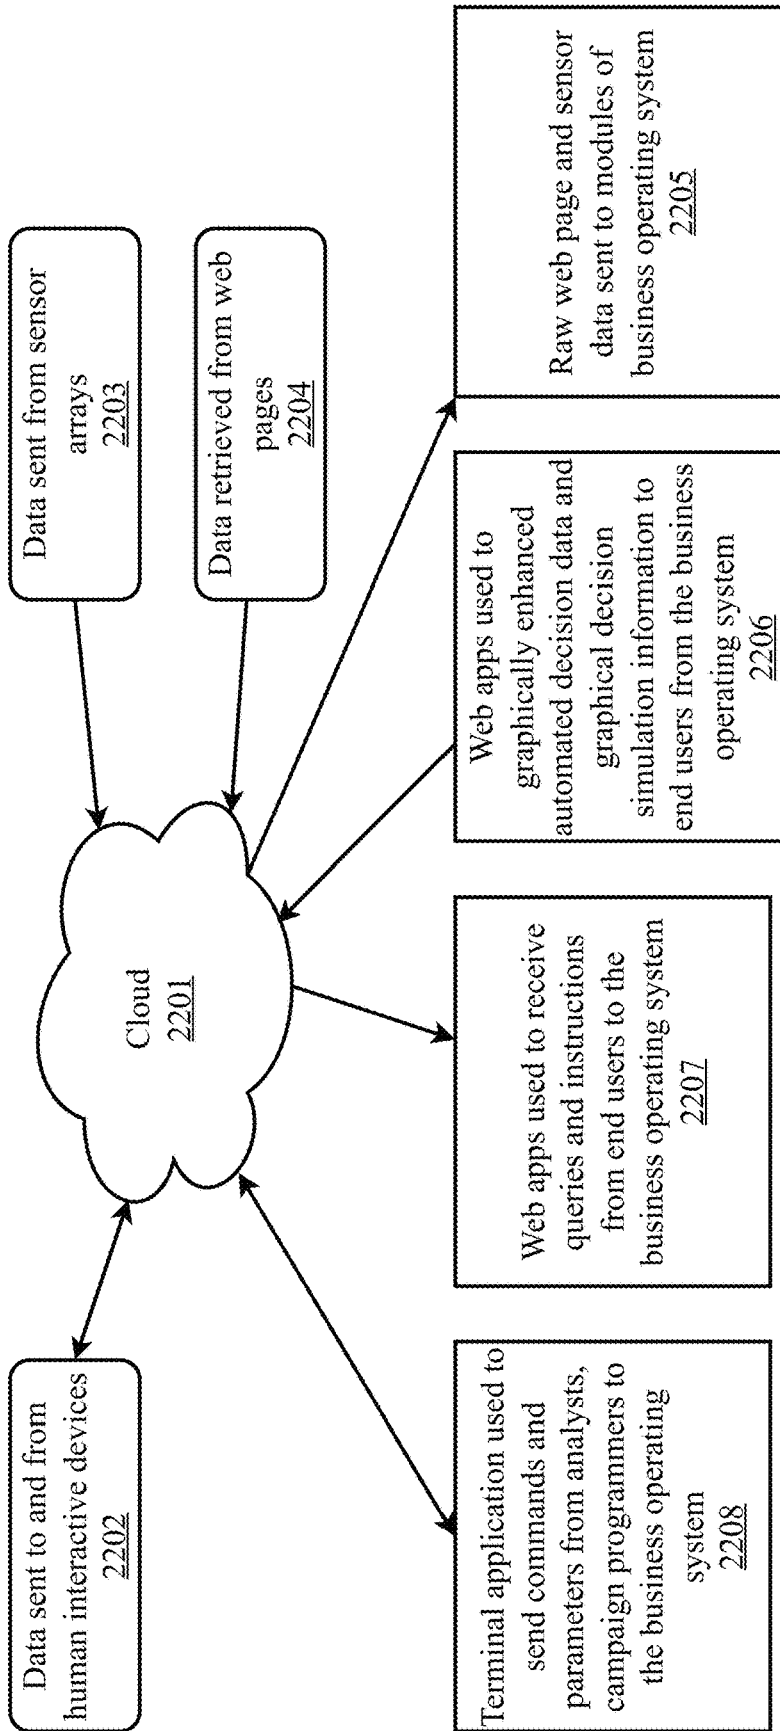 Data sent to and from
human interactive devices
2202
Data sent from sensor
arrays
2203
Data retrieved from web
pages
2204
Cloud
2201
Terminal application used to
send commands and
parameters from analysts,
campaign programmers to
the business operating
system
2208
Web apps used to receive
queries and instructions
from end users to the
business operating system
2207
Web apps used to
graphically enhanced
automated decision data and
graphical decision
simulation information to
end users from the business
operating system
2206
Raw web page and sensor
data sent to modules of
business operating system
2205